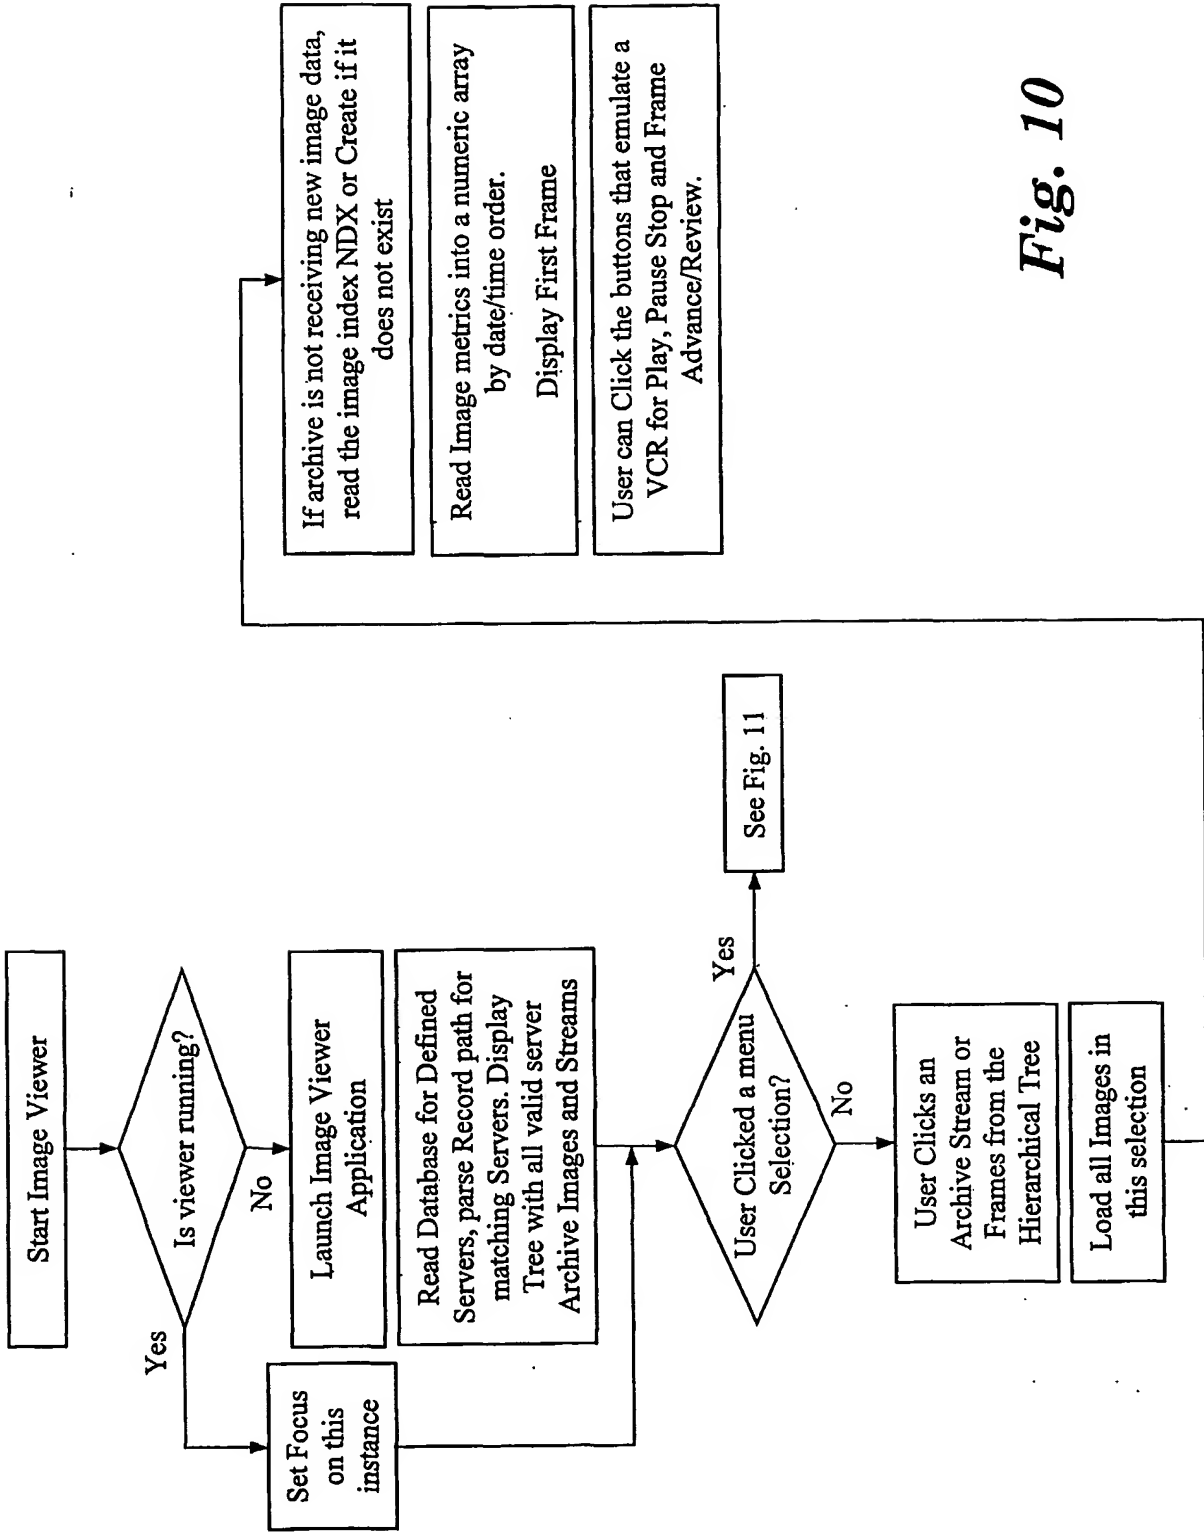 Start Image Viewer
Is viewer running?
Yes
No
Set Focus
on this
instance
Launch Image Viewer
Application
Read Database for Defined
Servers, parse Record path for
matching Servers. Display
Tree with all valid server
Archive Images and Streams
User Clicked a menu
Selection?
Yes
See Fig. 11
No
User Clicks an
Archive Stream or
Frames from the
Hierarchical Tree
Load all Images in
this selection
If archive is not receiving new image data,
read the image index NDX or Create if it
does not exist
Read Image metrics into a numeric array
by date/time order.
Display First Frame
User can Click the buttons that emulate a
VCR for Play, Pause Stop and Frame
Advance/Review.
Fig. 10